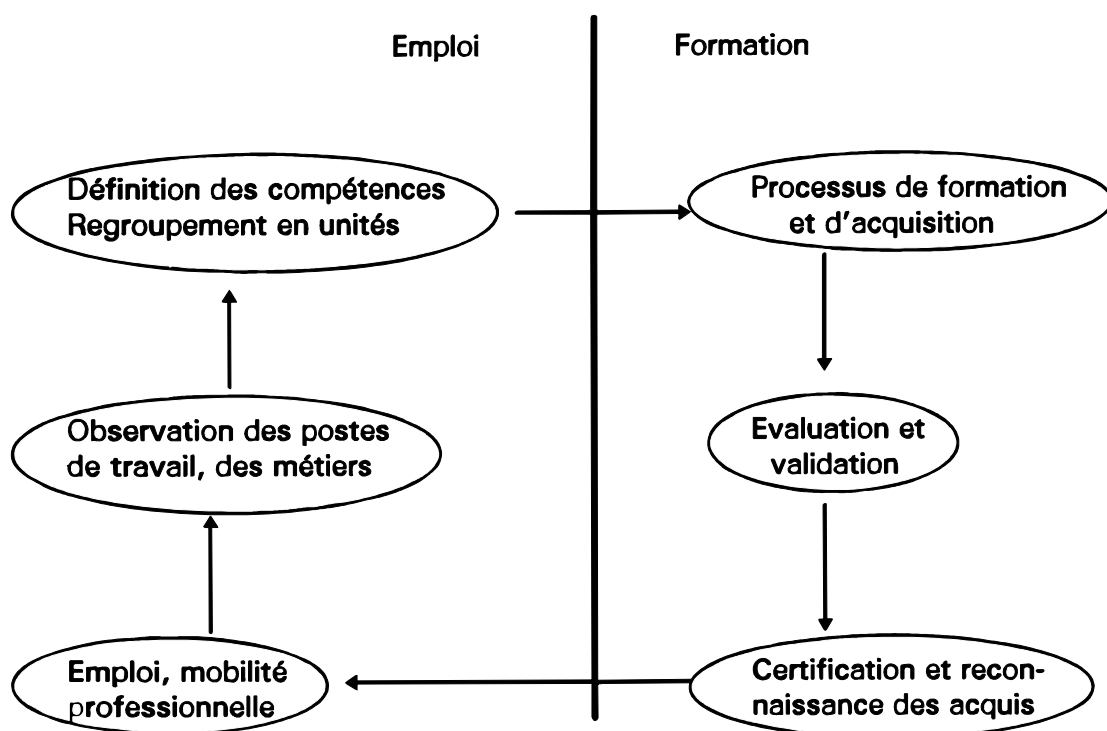 Emploi
Formation
Définition des compétences
Regroupement en unités
Processus de formation
et d'acquisition
Observation des postes
de travail, des métiers
Evaluation et
validation
Emploi, mobilité
professionnelle
Certification et recon-
naissance des acquis